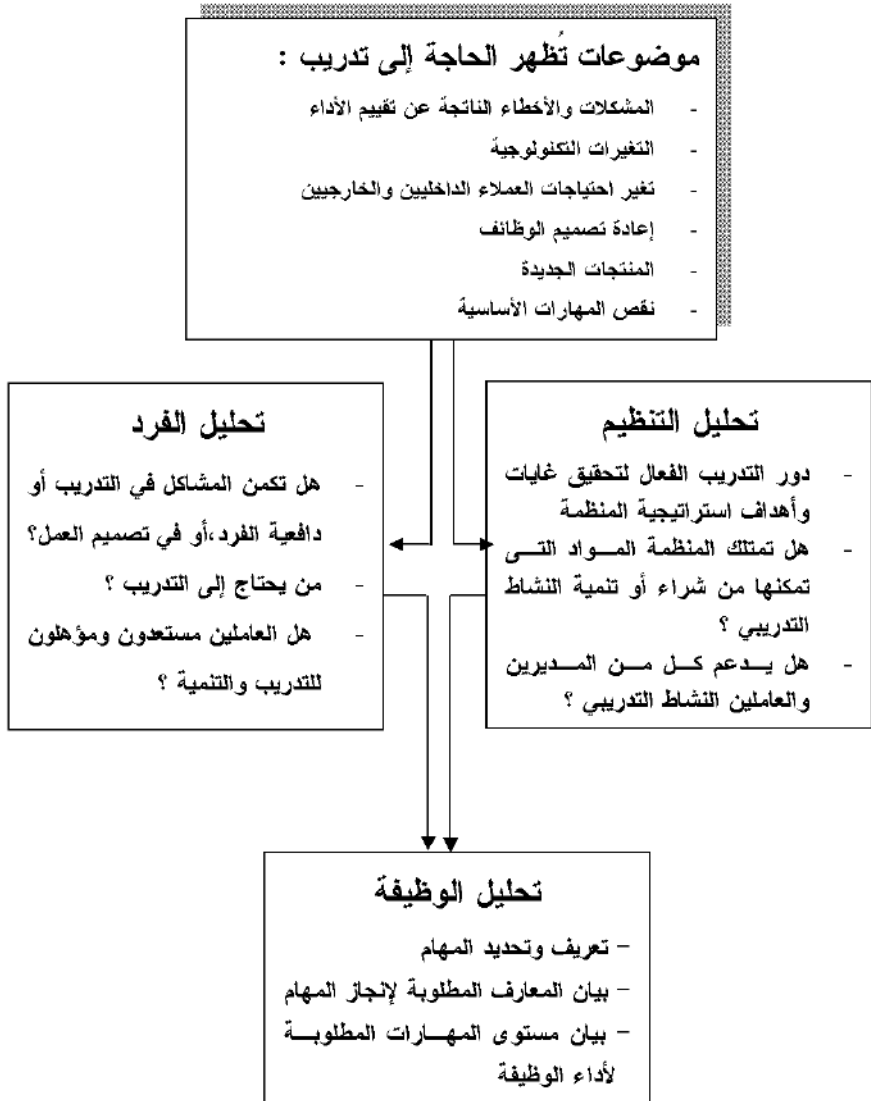 موضوعات تُظهر الحاجة إلى تدريب :
- المشكلات والأخطاء الناتجة عن تقييم الأداء
- التغيرات التكنولوجية
- تغير احتياجات العملاء الداخليين والخارجيين
- إعادة تصميم الوظائف
- المنتجات الجديدة
- نقص المهارات الأساسية
تحليل التنظيم
- دور التدريب الفعال لتحقيق غايات
وأهداف استراتيجية المنظمة
- هل تمتلك المنظمة المواد التى
تمكنها من شراء أو تنمية النشاط
التدريبي ؟
- هل يدعم كل من المديرين
والعاملين النشاط التدريبي ؟
تحليل الفرد
- هل تكمن المشاكل في التدريب أو
دافعية الفرد،أو في تصميم العمل؟
- من يحتاج إلى التدريب ؟
- هل العاملين مستعدون ومؤهلون
للتدريب والتنمية ؟
تحليل الوظيفة
– تعريف وتحديد المهام
– بيان المعارف المطلوبة لإنجاز المهام
– بيان مستوى المهارات المطلوبة
لأداء الوظيفة